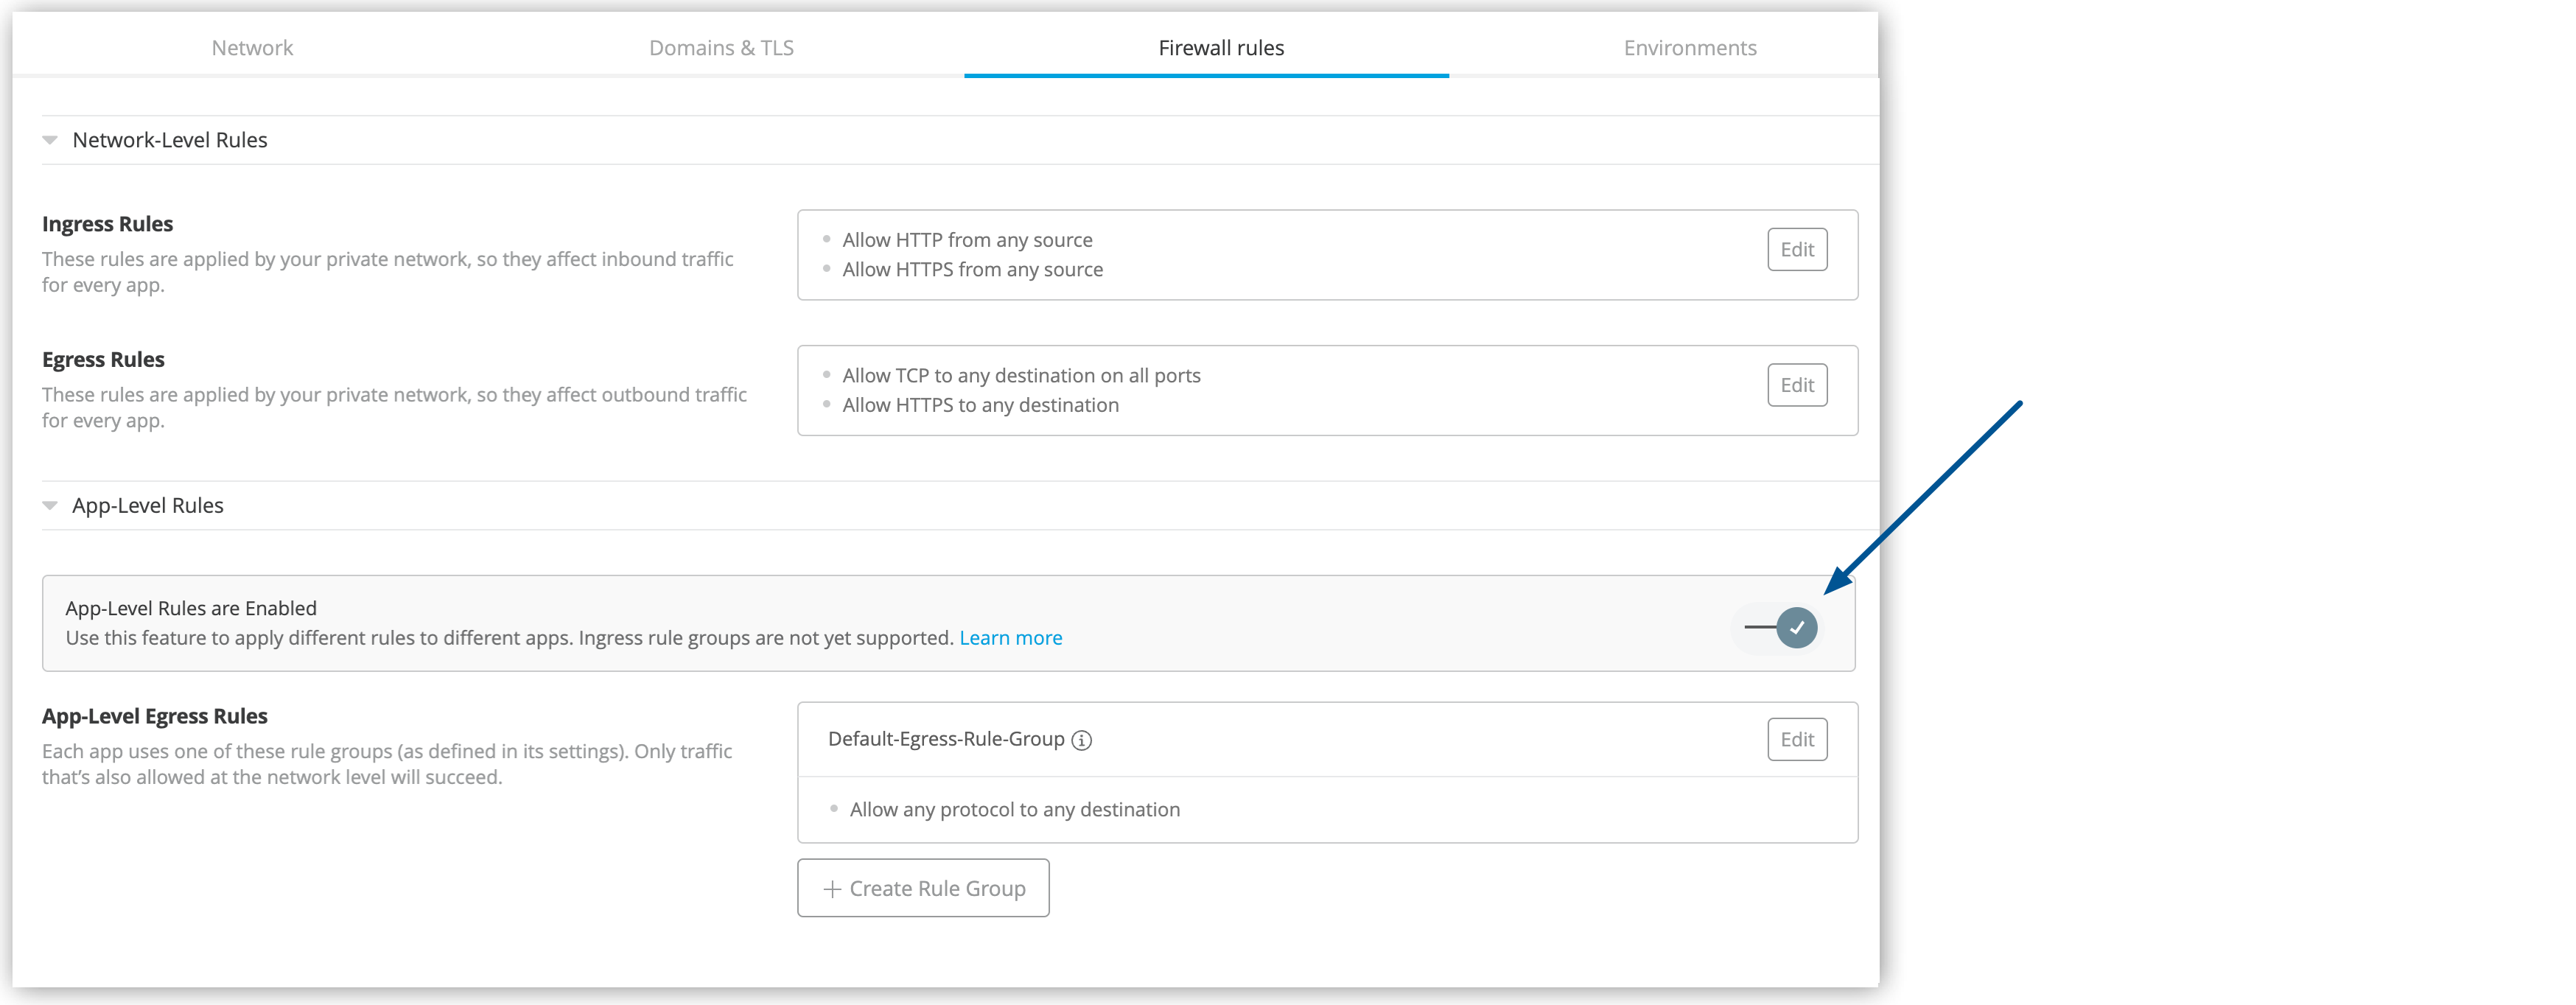 Network
Domains & TLS
Firewall rules
Environments
Network-Level Rules
Ingress Rules
These rules are applied by your private network, so they affect inbound traffic
for every app.
Allow HTTP from any source
Allow HTTPS from any source
Edit
Egress Rules
These rules are applied by your private network, so they affect outbound traffic
for every app.
Allow TCP to any destination on all ports
Allow HTTPS to any destination
Edit
App-Level Rules
App-Level Rules are Enabled
Use this feature to apply different rules to different apps. Ingress rule groups are not yet supported. Learn more
App-Level Egress Rules
Each app uses one of these rule groups (as defined in its settings). Only traffic
that’s also allowed at the network level will succeed.
Default-Egress-Rule-Group
Edit
Allow any protocol to any destination
Create Rule Group